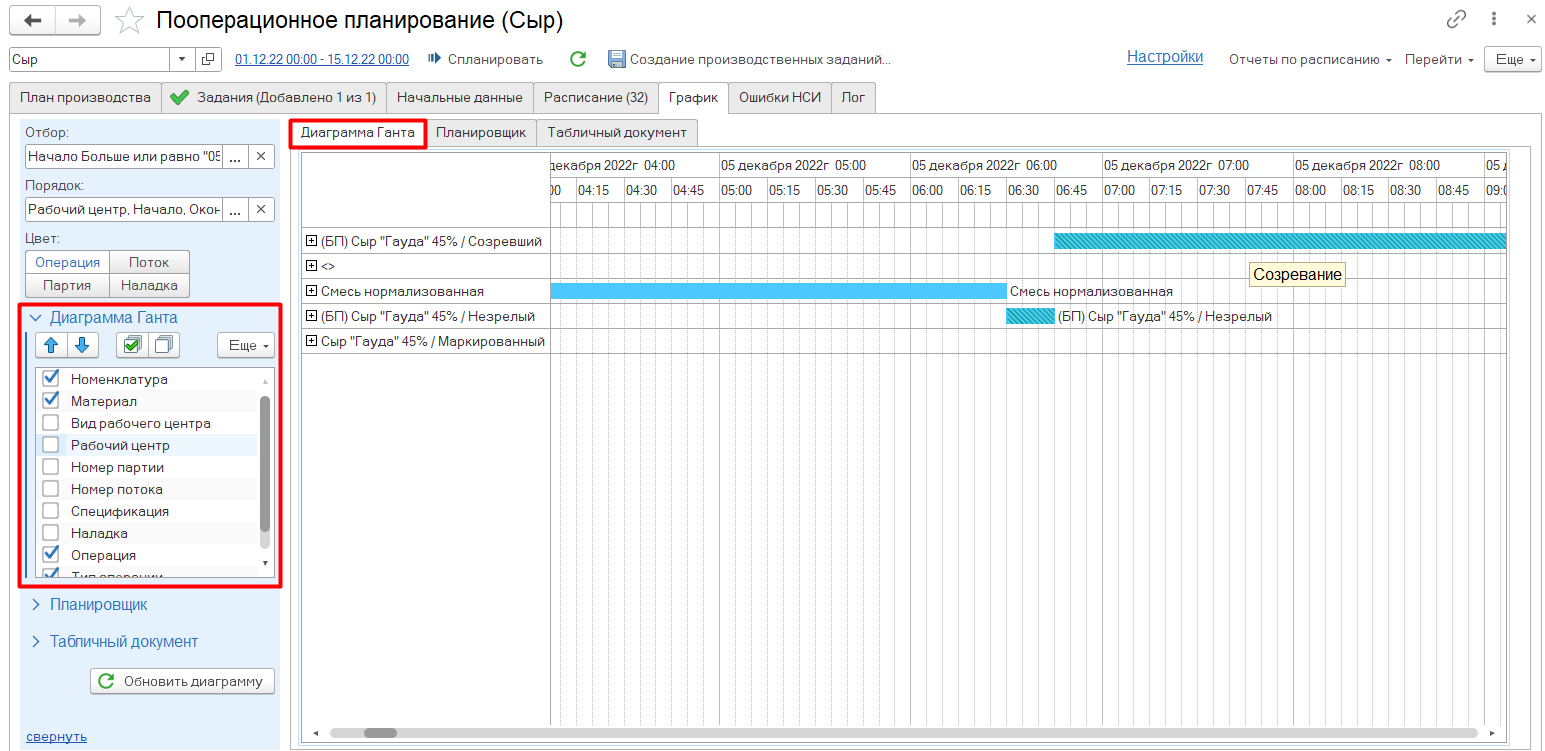 Пооперационное планирование (Сыр)
Сыр 01.12.22 00:00 - 15.12.22 00:00 Спланировать Создание производственных заданий... Настройки Отчеты по расписанию Перейти Еще
План производства Задания (Добавлено 1 из 1) Начальные данные Расписание (32) График Ошибки НСИ Лог
Отбор:
Начало Больше или равно "05 ...
Порядок:
Рабочий центр, Начало, Окон ...
Цвет:
Операция Поток
Партия Наладка
Диаграмма Ганта
Еще
Номенклатура
Материал
Вид рабочего центра
Рабочий центр
Номер партии
Номер потока
Спецификация
Наладка
Операция
Тип операции
Планировщик
Табличный документ
Обновить диаграмму
свернуть
Диаграмма Ганта Планировщик Табличный документ
декабря 2022г 04:00 05 декабря 2022г 05:00 05 декабря 2022г 06:00 05 декабря 2022г 07:00 05 декабря 2022г 08:00 05
04:15 04:30 04:45 05:00 05:15 05:30 05:45 06:00 06:15 06:30 06:45 07:00 07:15 07:30 07:45 08:00 08:15 08:30 08:45 09:0
(БП) Сыр "Гауда" 45% / Созревший
<>
Созревание
Смесь нормализованная Смесь нормализованная
(БП) Сыр "Гауда" 45% / Незрелый (БП) Сыр "Гауда" 45% / Незрелый
Сыр "Гауда" 45% / Маркированный